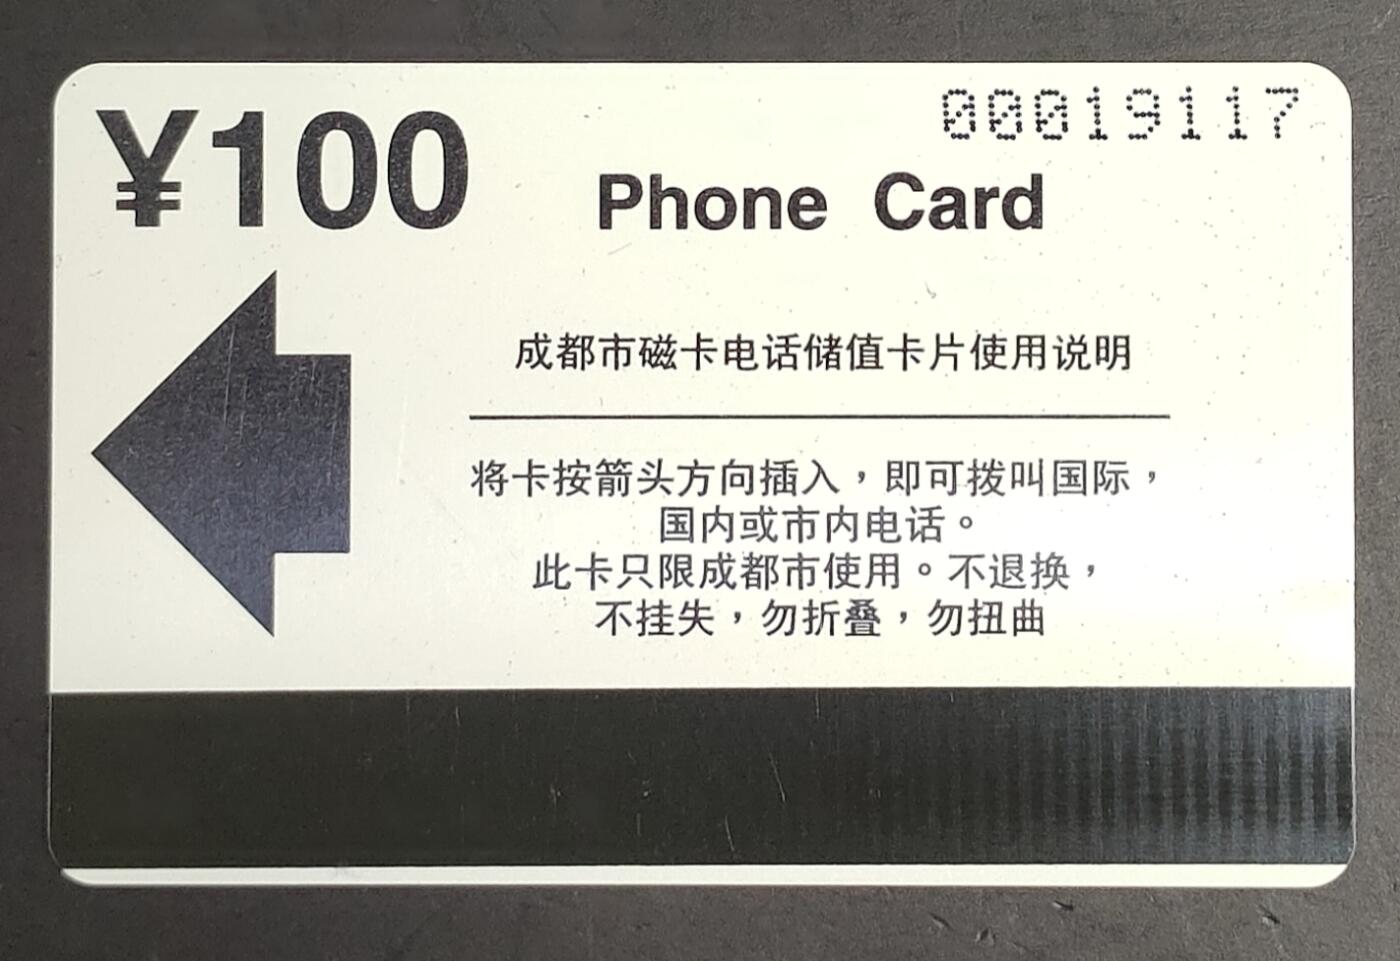 00019117
¥100
Phone Card
成都市磁卡电话储值卡片使用说明
将卡按箭头方向插入，即可拨叫国际，
国内或市内电话。
此卡只限成都市使用。不退换，
不挂失，勿折叠，勿扭曲